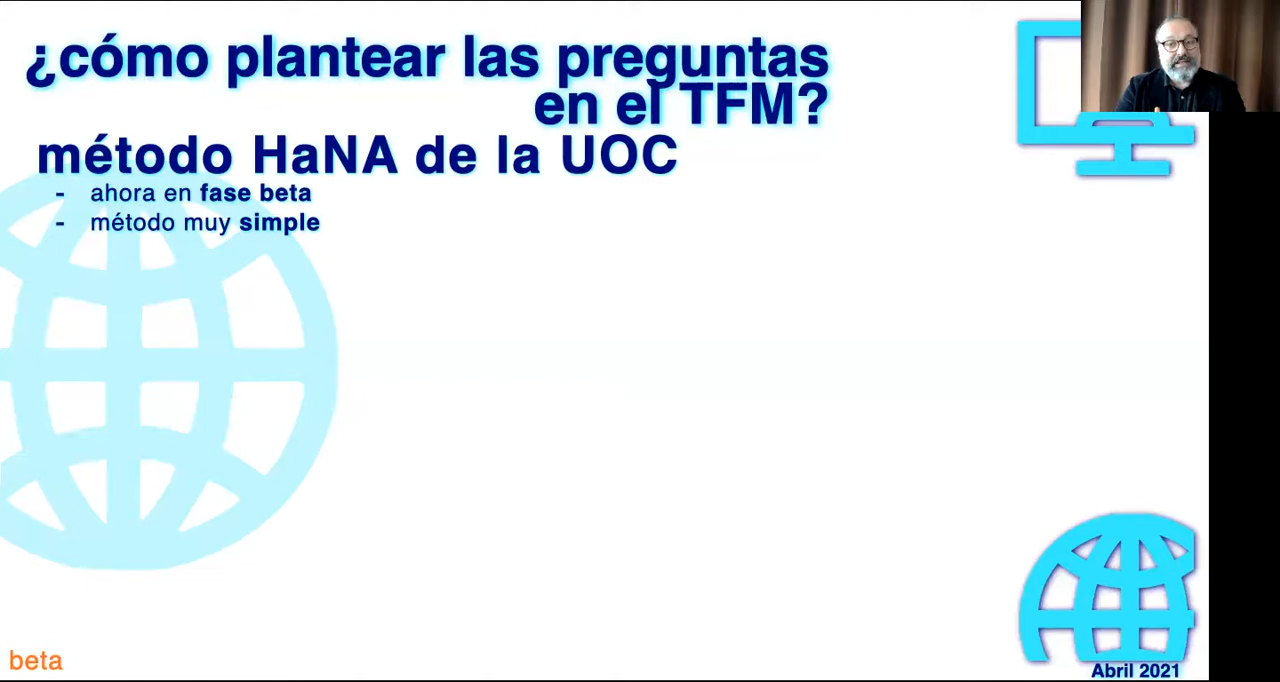 ¿cómo plantear las preguntas
en el TFM?
método HaNA de la UOC
- ahora en fase beta
- método muy simple
beta
Abril 2021